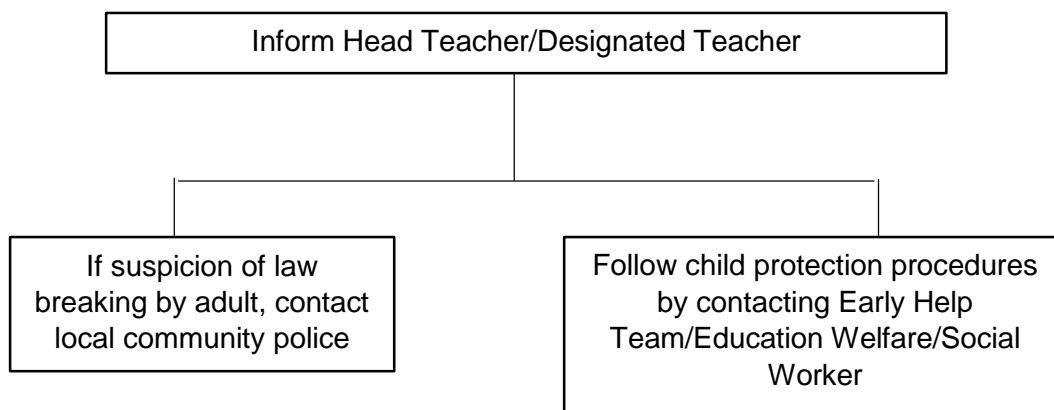 Inform Head Teacher/Designated Teacher
If suspicion of law
breaking by adult, contact
local community police
Follow child protection procedures
by contacting Early Help
Team/Education Welfare/Social
Worker